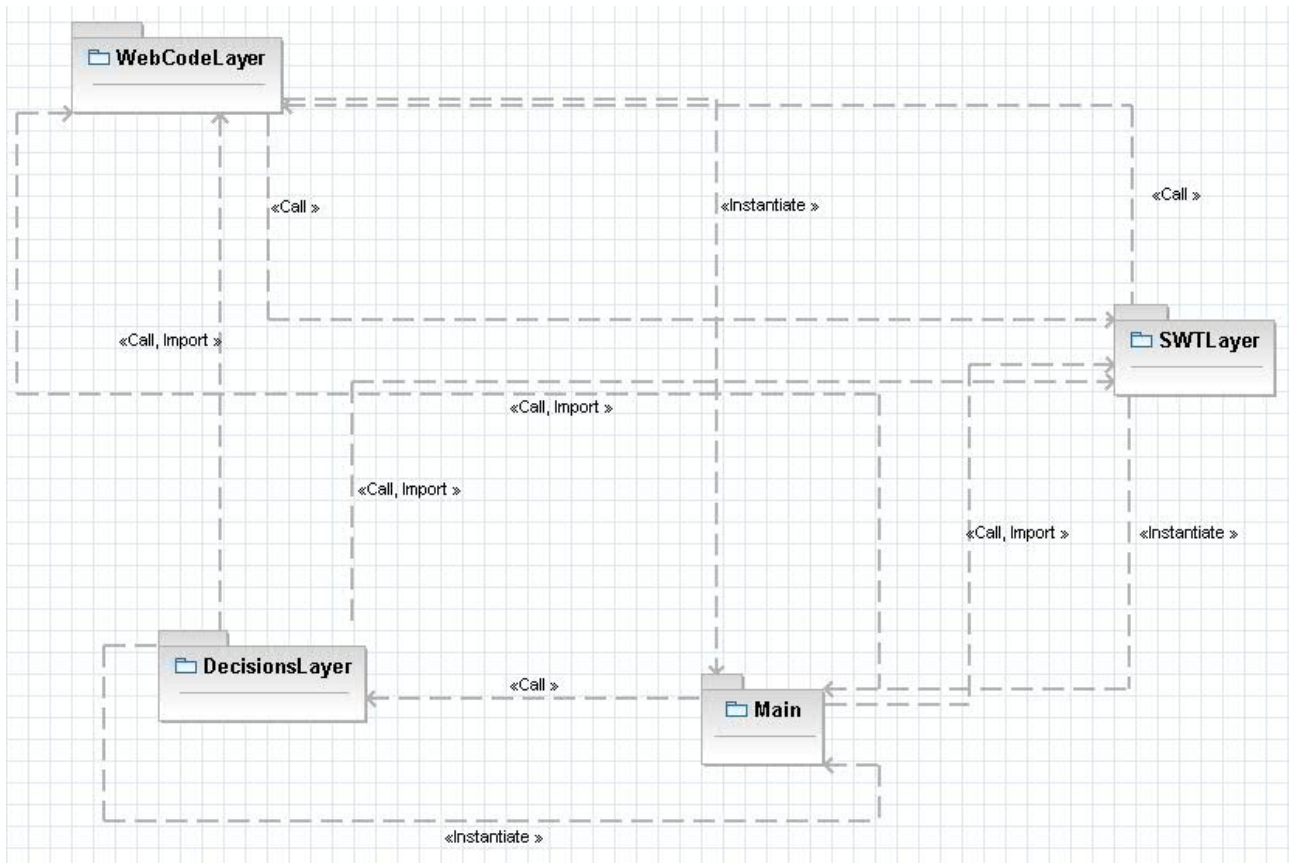 WebCodeLayer
«Call »
«Instantiate »
«Call »
«Call, Import »
SWTLayer
«Call, Import »
«Call, Import »
«Call, Import »
«Instantiate »
DecisionsLayer
«Call »
Main
«Instantiate »